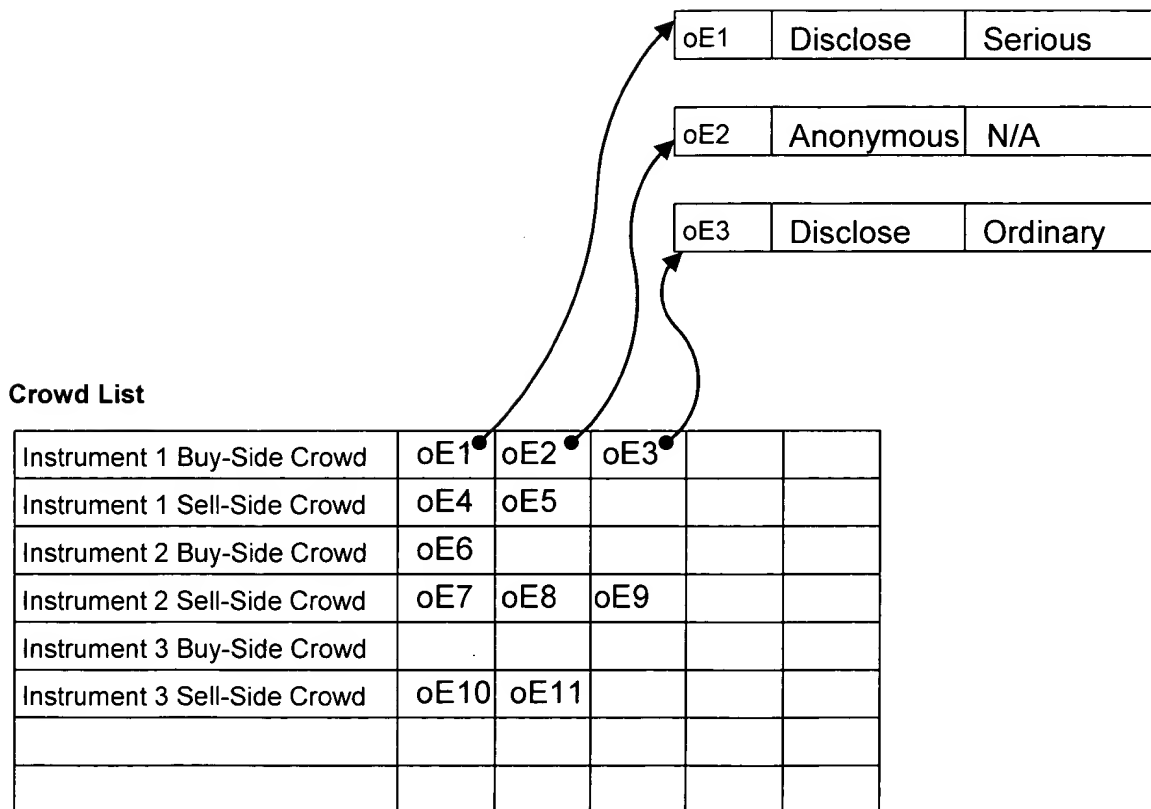 oE1 Disclose Serious
oE2 Anonymous N/A
oE3 Disclose Ordinary
Crowd List
Instrument 1 Buy-Side Crowd oE1 oE2 oE3
Instrument 1 Sell-Side Crowd oE4 oE5
Instrument 2 Buy-Side Crowd oE6
Instrument 2 Sell-Side Crowd oE7 oE8 oE9
Instrument 3 Buy-Side Crowd
Instrument 3 Sell-Side Crowd oE10 oE11